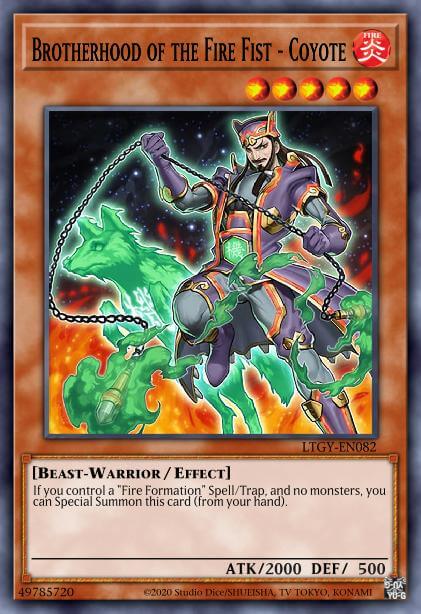 Brotherhood of the Fire Fist - Coyote
FIRE
炎
LTGY-EN082
[Beast-Warrior / Effect]
If you control a "Fire Formation" Spell/Trap, and no monsters, you
can Special Summon this card (from your hand).
ATK/2000 DEF/ 500
49785720
©2020 Studio Dice/SHUEISHA, TV TOKYO, KONAMI